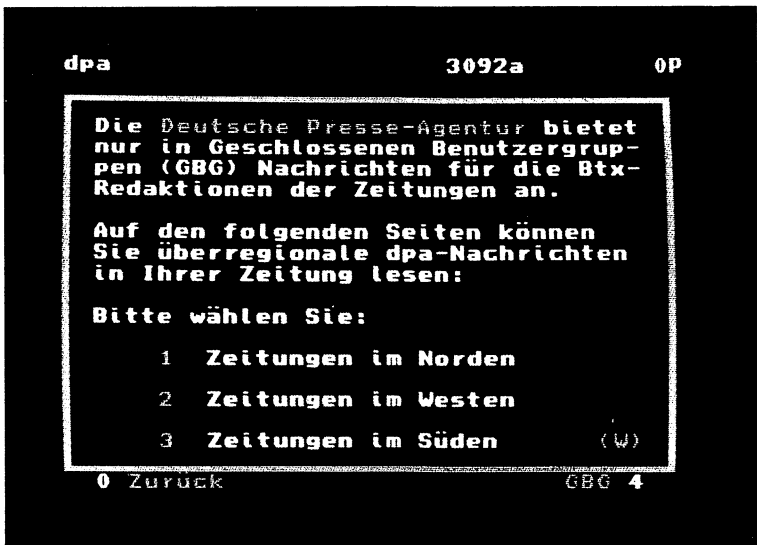 dpa 3092a 0P
Die Deutsche Presse-Agentur bietet
nur in Geschlossenen Benutzergrup-
pen (GBG) Nachrichten für die Btx-
Redaktionen der Zeitungen an.
Auf den folgenden Seiten können
Sie überregionale dpa-Nachrichten
in Ihrer Zeitung lesen:
Bitte wählen Sie:
1 Zeitungen im Norden
2 Zeitungen im Westen
3 Zeitungen im Süden (W)
0 Zurück GBG 4